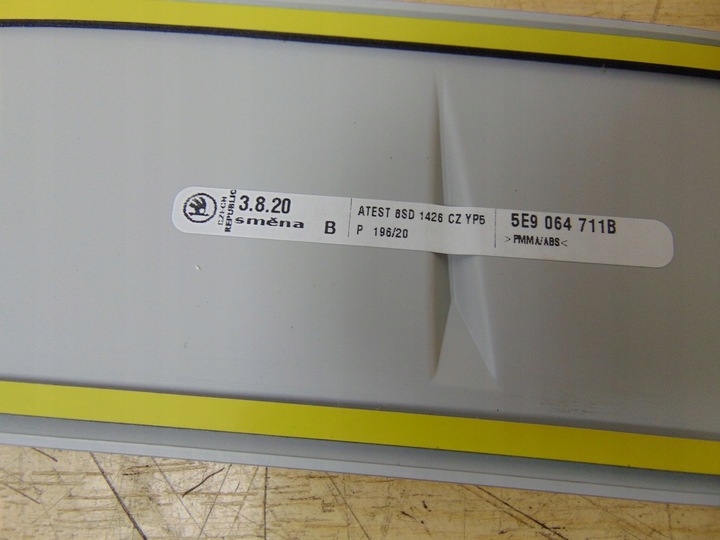 CZECH
REPUBLIC
3.8.20
směna B
ATEST 8SD 1426 CZ YP5
P 196/20
5E9 064 711B
>PMMA/ABS<